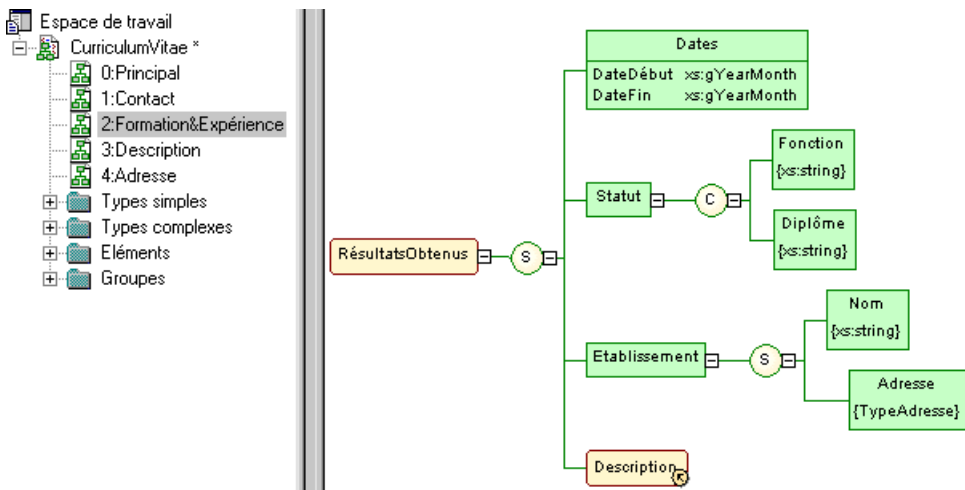 Espace de travail
CurriculumVitae *
0:Principal
1:Contact
2:Formation&Expérience
3:Description
4:Adresse
Types simples
Types complexes
Eléments
Groupes
RésultatsObtenus
S
Dates
DateDébut xs:gYearMonth
DateFin xs:gYearMonth
Statut
C
Fonction
{xs:string}
Diplôme
{xs:string}
Etablissement
S
Nom
{xs:string}
Adresse
{TypeAdresse}
Description